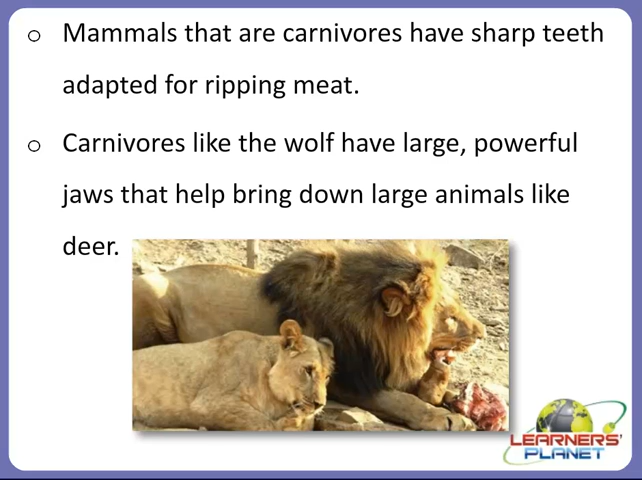 o Mammals that are carnivores have sharp teeth
adapted for ripping meat.
o Carnivores like the wolf have large, powerful
jaws that help bring down large animals like
deer.
LEARNERS'
PLANET